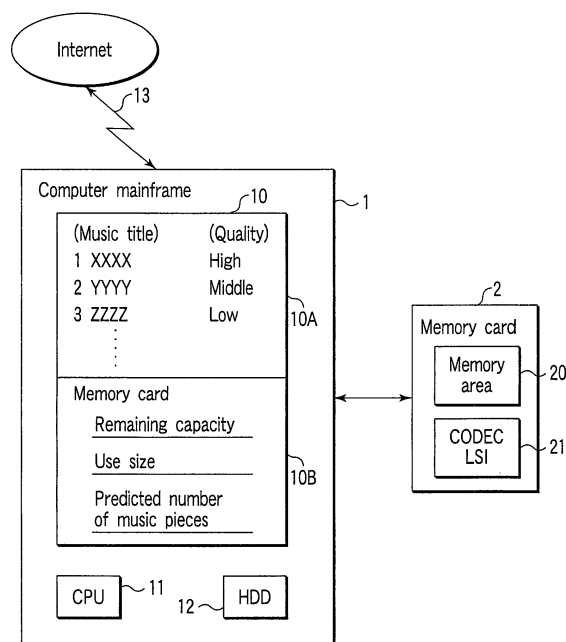 Internet
13
Computer mainframe
1
10
(Music title) (Quality)
1 XXXX High
2 YYYY Middle
3 ZZZZ Low
10A
Memory card
Remaining capacity
Use size
10B
Predicted number
of music pieces
CPU
11
12
HDD
2
Memory card
Memory
area
20
CODEC
LSI
21